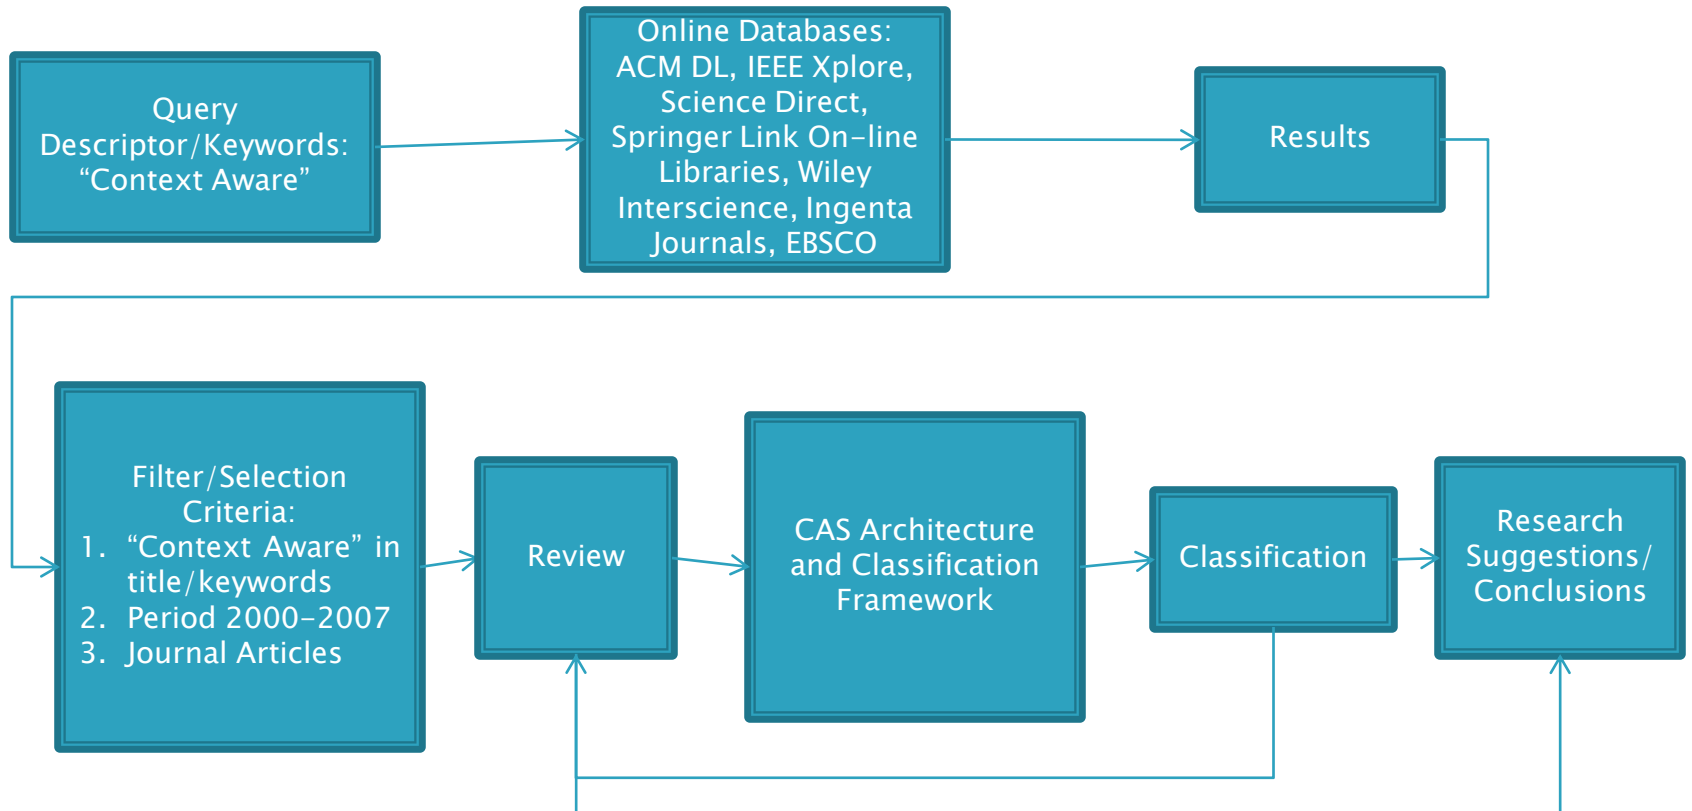 Query
Descriptor/Keywords:
“Context Aware”
Online Databases:
ACM DL, IEEE Xplore,
Science Direct,
Springer Link On-line
Libraries, Wiley
Interscience, Ingenta
Journals, EBSCO
Results
Filter/Selection
Criteria:
1. “Context Aware” in
title/keywords
2. Period 2000-2007
3. Journal Articles
Review
CAS Architecture
and Classification
Framework
Classification
Research
Suggestions/
Conclusions